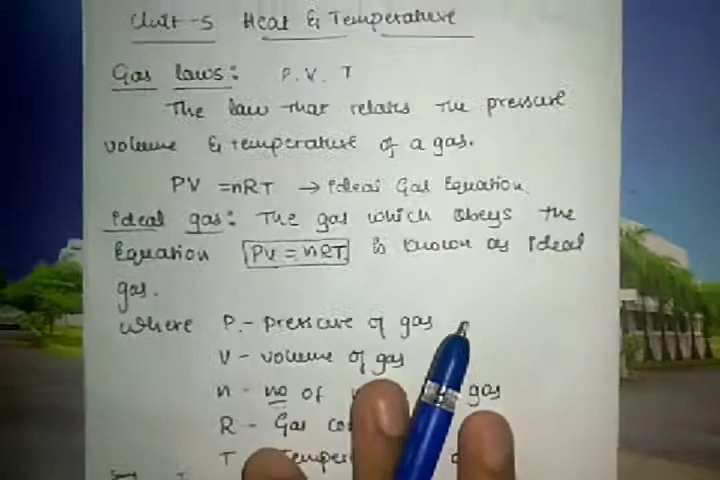 Unit -5 Heat & Temperature
Gas laws: P. V. T
The law that relates the pressure
volume & temperature of a gas.
PV = nRT → Ideal Gas Equation.
Ideal gas: The gas which obeys the
Equation PV = nRT is known as ideal
gas.
where P - pressure of gas
V - volume of gas
n - no of gas
R - Gas
T